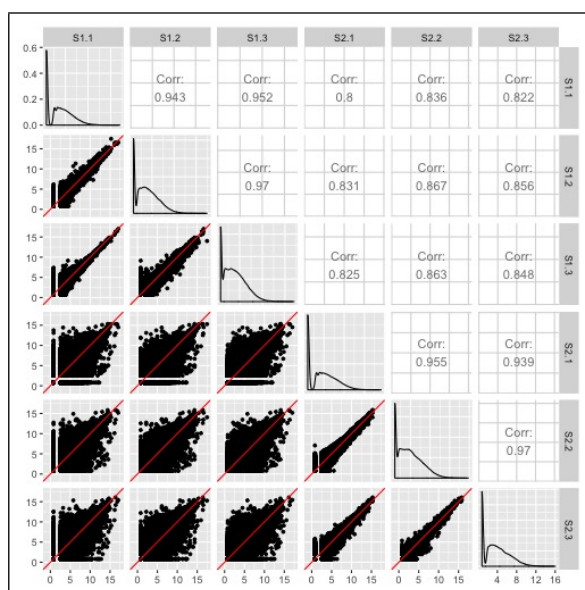 S1.1 S1.2 S1.3 S2.1 S2.2 S2.3
0.6
0.4
0.2
0.0
Corr:
0.943
Corr:
0.952
Corr:
0.8
Corr:
0.836
Corr:
0.822
S1.1
15
10
5
0
Corr:
0.97
Corr:
0.831
Corr:
0.867
Corr:
0.856
S1.2
15
10
5
0
Corr:
0.825
Corr:
0.863
Corr:
0.848
S1.3
15
10
5
0
Corr:
0.955
Corr:
0.939
S2.1
15
10
5
0
Corr:
0.97
S2.2
15
10
5
0
S2.3
0 5 10 15 0 5 10 15 0 5 10 15 0 5 10 15 0 5 10 15 4 8 12 16